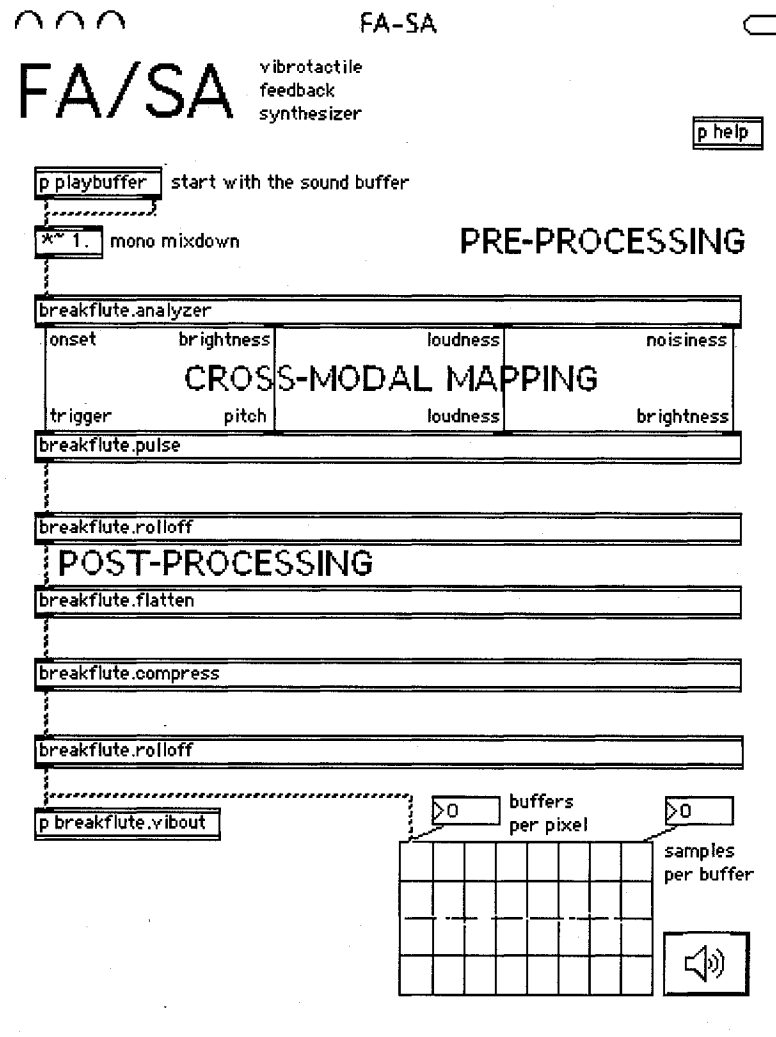 FA-SA
FA/SA
vibrotactile
feedback
synthesizer
p help
p playbuffer
start with the sound buffer
*~ 1.
mono mixdown
PRE-PROCESSING
breakflute.analyzer
onset brightness loudness noisiness
CROSS-MODAL MAPPING
trigger pitch loudness brightness
breakflute.pulse
breakflute.rolloff
POST-PROCESSING
breakflute.flatten
breakflute.compress
breakflute.rolloff
p breakflute.vibout
0
buffers
per pixel
0
samples
per buffer